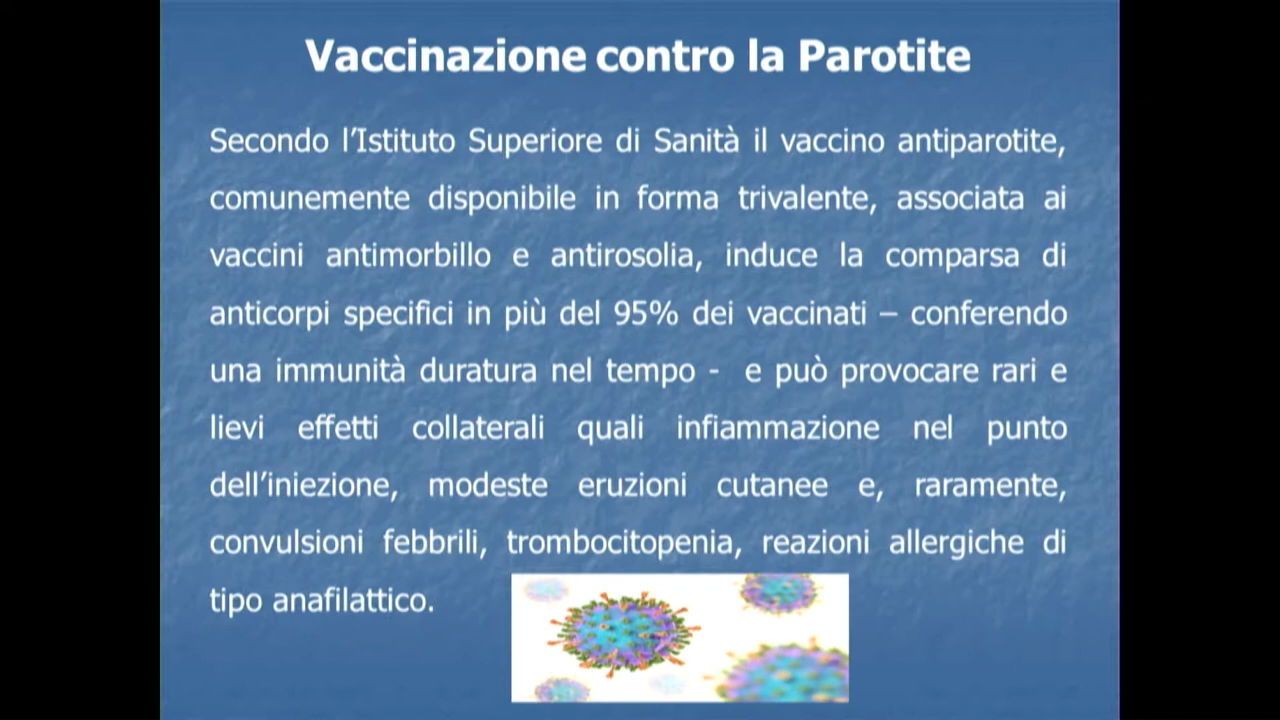 Vaccinazione contro la Parotite
Secondo l’Istituto Superiore di Sanità il vaccino antiparotite,
comunemente disponibile in forma trivalente, associata ai
vaccini antimorbillo e antirosolia, induce la comparsa di
anticorpi specifici in più del 95% dei vaccinati – conferendo
una immunità duratura nel tempo - e può provocare rari e
lievi effetti collaterali quali infiammazione nel punto
dell’iniezione, modeste eruzioni cutanee e, raramente,
convulsioni febbrili, trombocitopenia, reazioni allergiche di
tipo anafilattico.